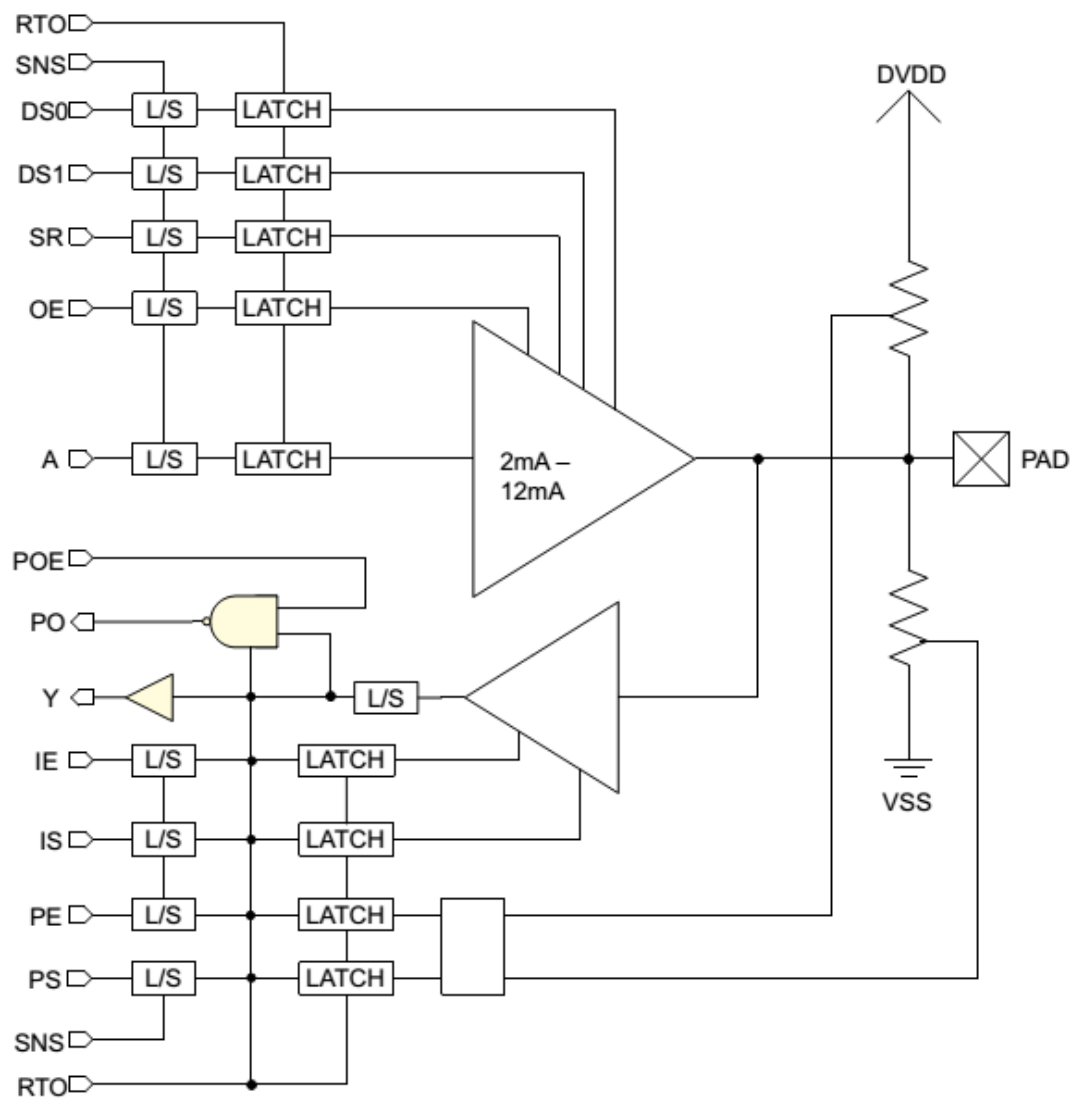 RTO
SNS
DS0 L/S LATCH
DVDD
DS1 L/S LATCH
SR L/S LATCH
OE L/S LATCH
A L/S LATCH
2mA –
12mA
PAD
POE
PO
Y L/S
IE L/S LATCH
IS L/S LATCH
VSS
PE L/S LATCH
PS L/S LATCH
SNS
RTO